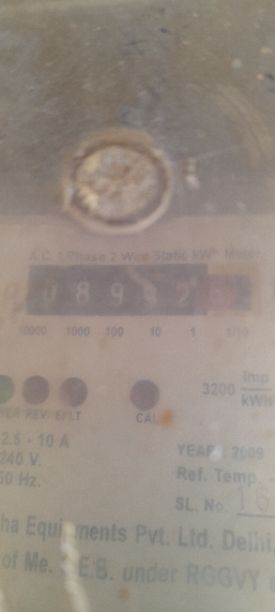 A.C. 1 Phase 2 Wire Static kWh Meter
0 8 9
10000 1000 100 10 1 1/10
REV E/LT CAL
3200 Imp
kWh
2.5 - 10 A
240 V.
50 Hz.
YEAR 2009
Ref. Temp
SL. No. 16
Equipments Pvt. Ltd. Delhi.
of Me. S.E.B. under RGGVY